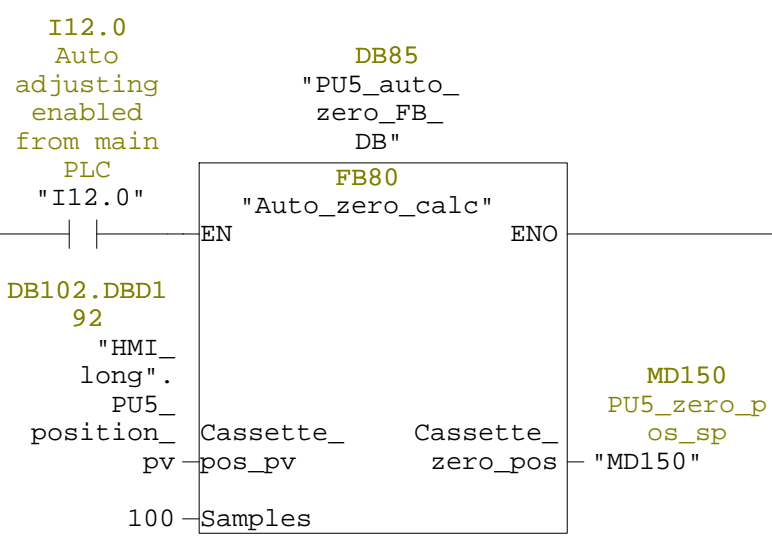 I12.0
Auto
adjusting
enabled
from main
PLC
"I12.0"
DB85
"PU5_auto_
zero_FB_
DB"
FB80
"Auto_zero_calc"
EN
ENO
DB102.DBD1
92
"HMI_
long".
PU5_
position_
pv
Cassette_
pos_pv
Cassette_
zero_pos
MD150
PU5_zero_p
os_sp
"MD150"
100
Samples